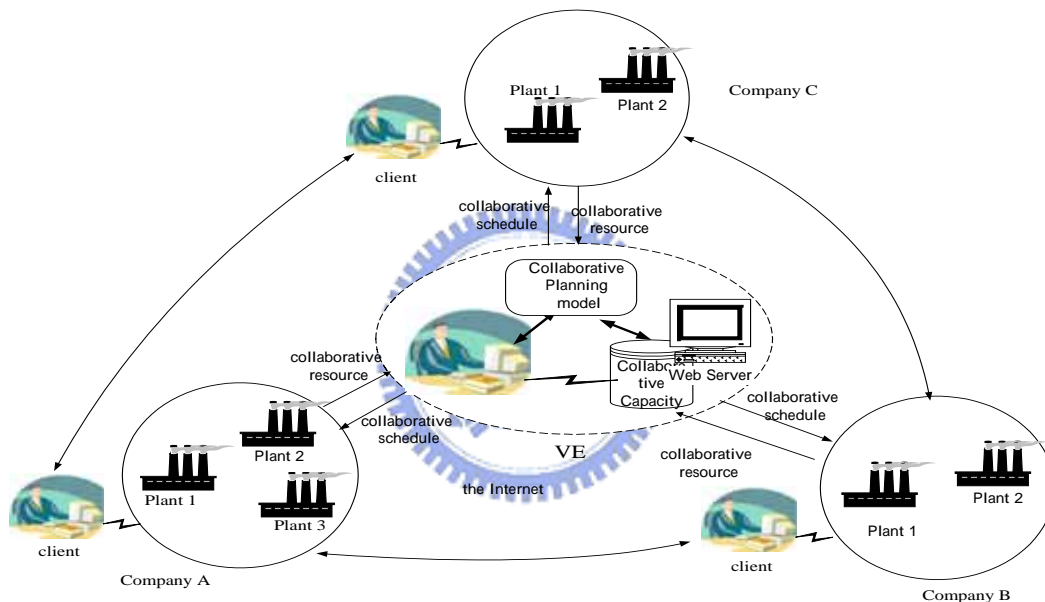 Plant 1
Plant 2
Company C
client
collaborative
schedule
collaborative
resource
Collaborative
Planning
model
Collabora
tive
Capacity
Web Server
collaborative
resource
collaborative
schedule
collaborative
schedule
collaborative
resource
VE
the Internet
Plant 2
Plant 1
Plant 3
client
Company A
Plant 2
Plant 1
client
Company B